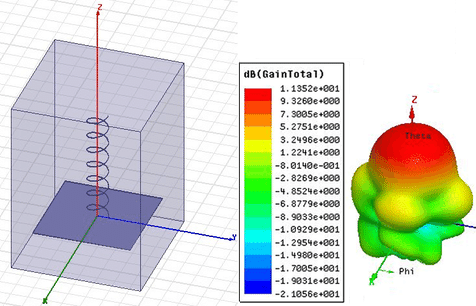 Z
Y
X
dB(GainTotal)
1.1352e+001
9.3260e+000
7.3005e+000
5.2751e+000
3.2496e+000
1.2241e+000
-8.0140e-001
-2.8269e+000
-4.8524e+000
-6.8779e+000
-8.9033e+000
-1.0929e+001
-1.2954e+001
-1.4980e+001
-1.7005e+001
-1.9031e+001
-2.1056e+001
Z
Theta
X
Phi